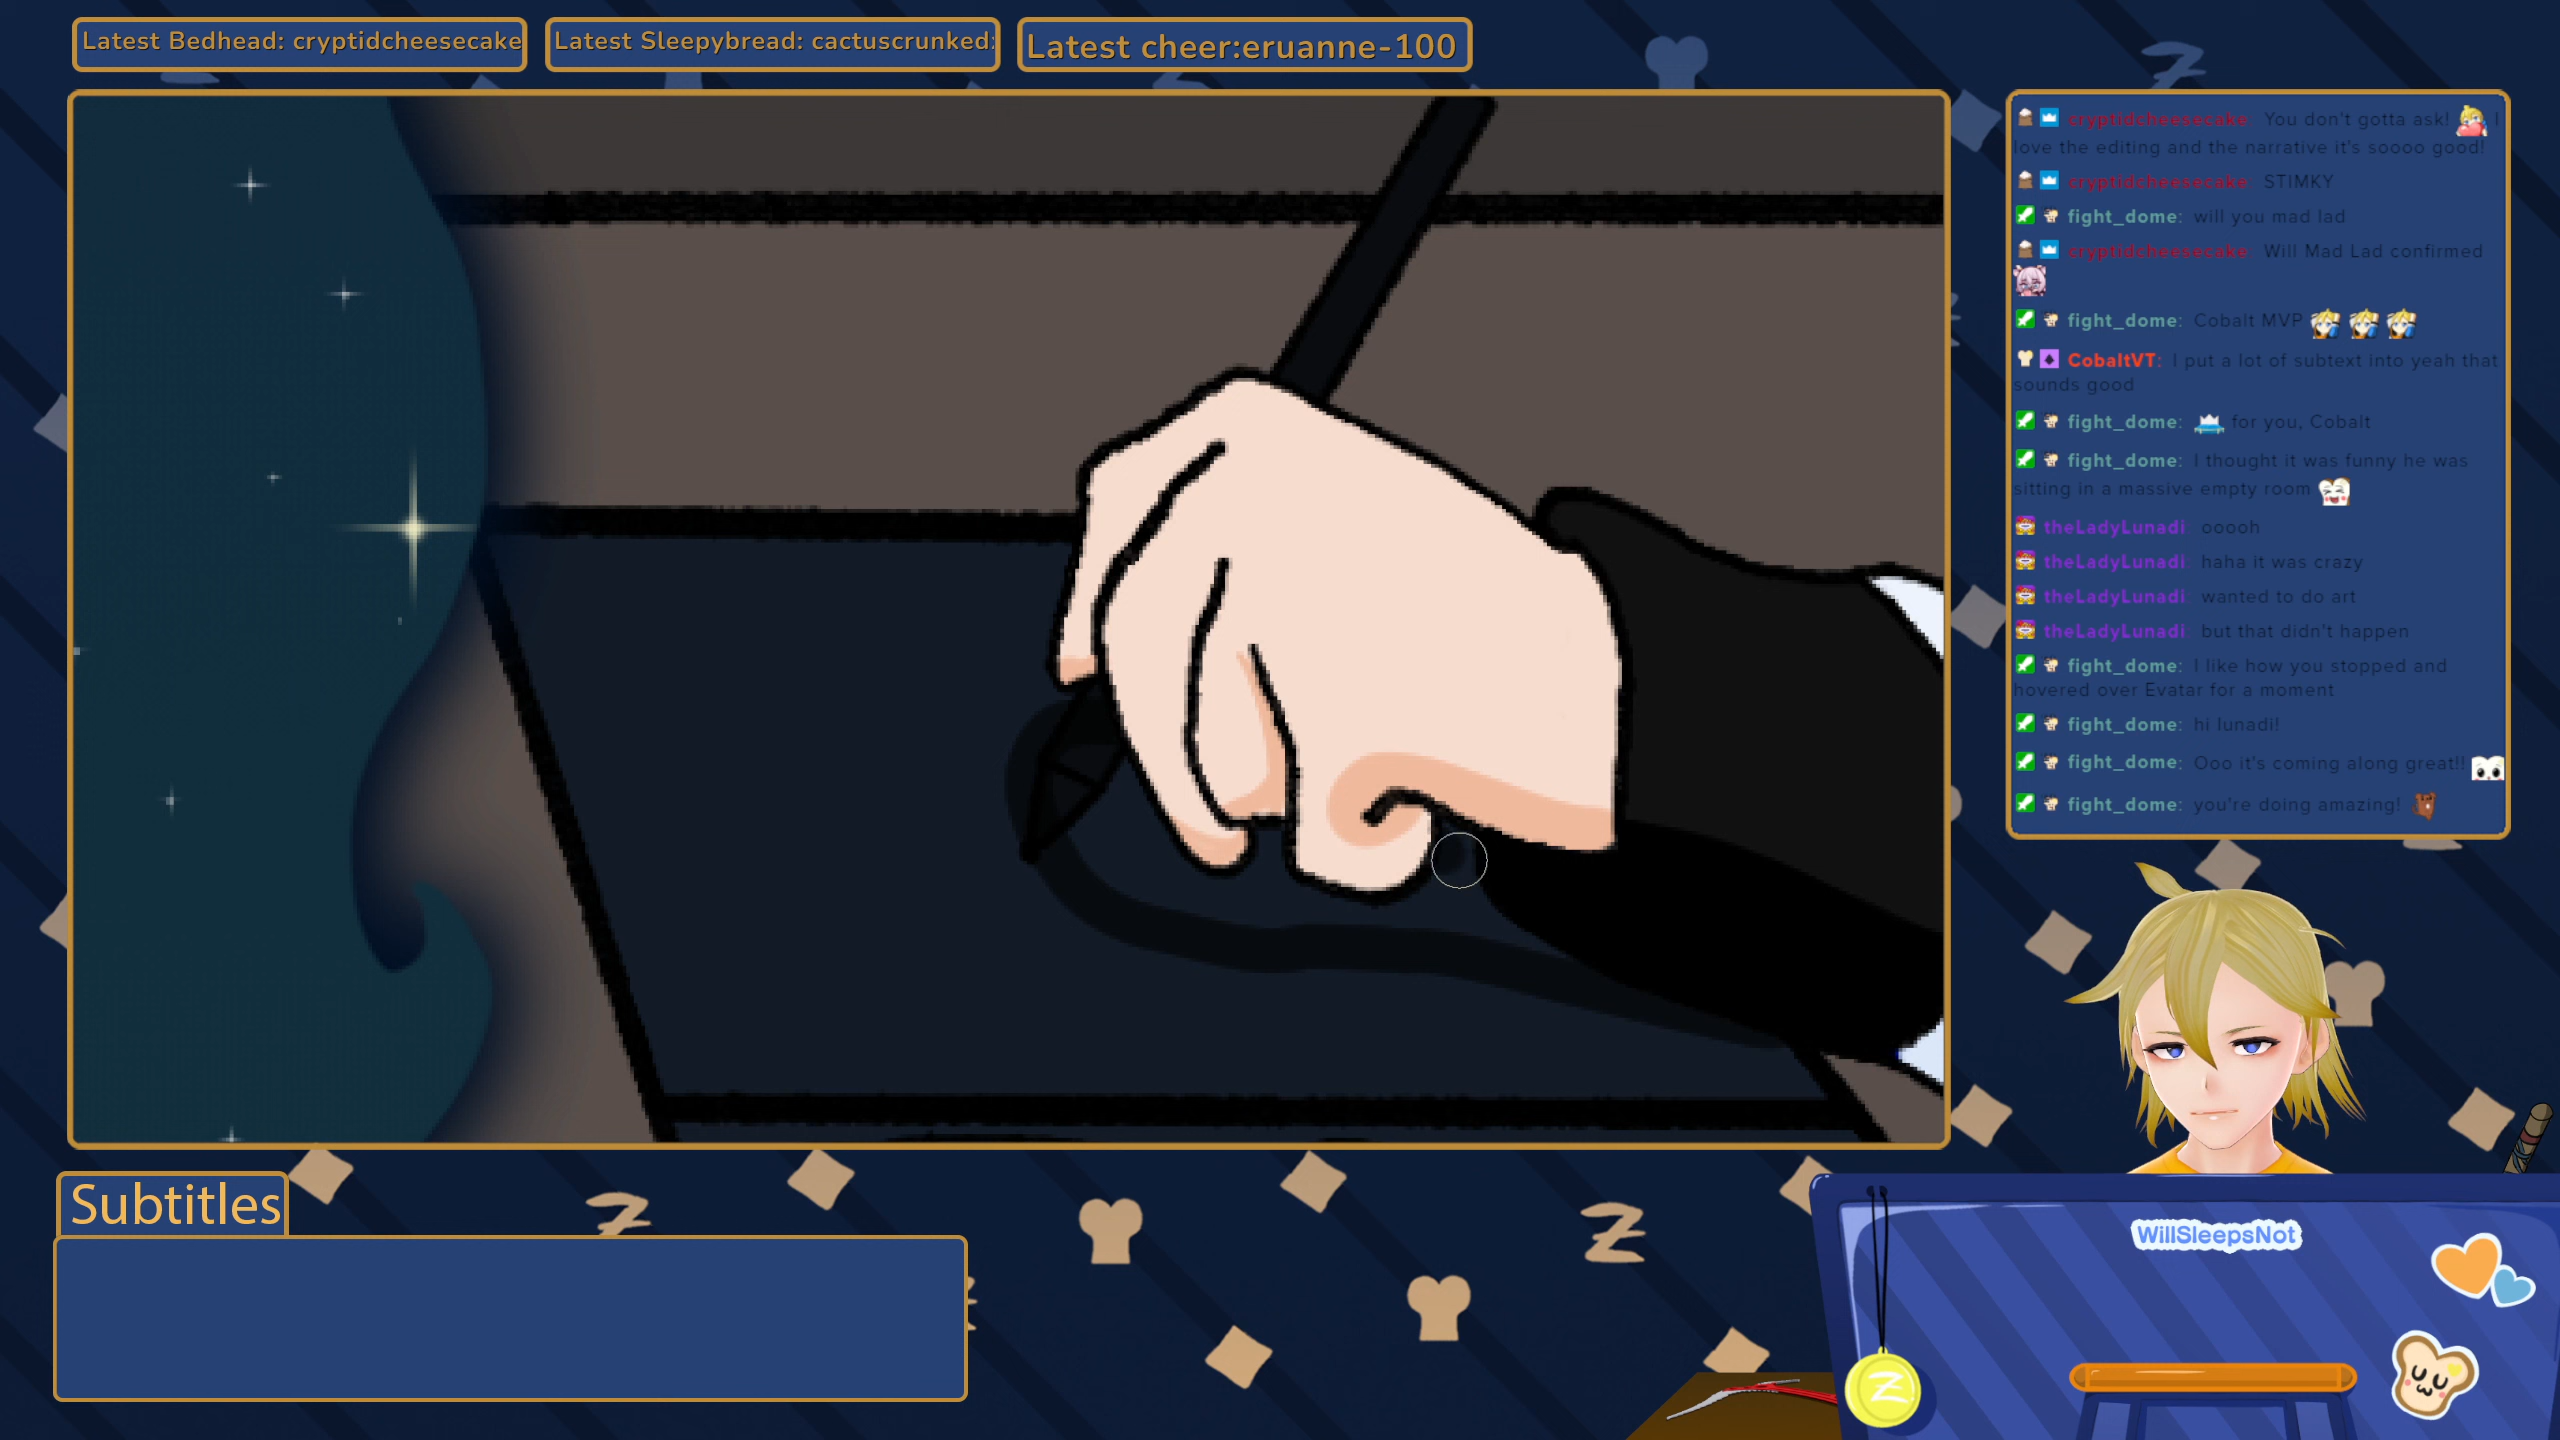 Latest Bedhead: cryptidcheesecake
Latest Sleepybread: cactuscrunked:
Latest cheer:eruanne-100
cryptidcheesecake: You don't gotta ask! I
love the editing and the narrative it's soooo good!
cryptidcheesecake: STIMKY
fight_dome: will you mad lad
cryptidcheesecake: Will Mad Lad confirmed
fight_dome: Cobalt MVP
CobaltVT: I put a lot of subtext into yeah that
sounds good
fight_dome: for you, Cobalt
fight_dome: I thought it was funny he was
sitting in a massive empty room
theLadyLunadi: ooooh
theLadyLunadi: haha it was crazy
theLadyLunadi: wanted to do art
theLadyLunadi: but that didn't happen
fight_dome: I like how you stopped and
hovered over Evatar for a moment
fight_dome: hi lunadi!
fight_dome: Ooo it's coming along great!!
fight_dome: you're doing amazing!
Subtitles
WillSleepsNot
Z